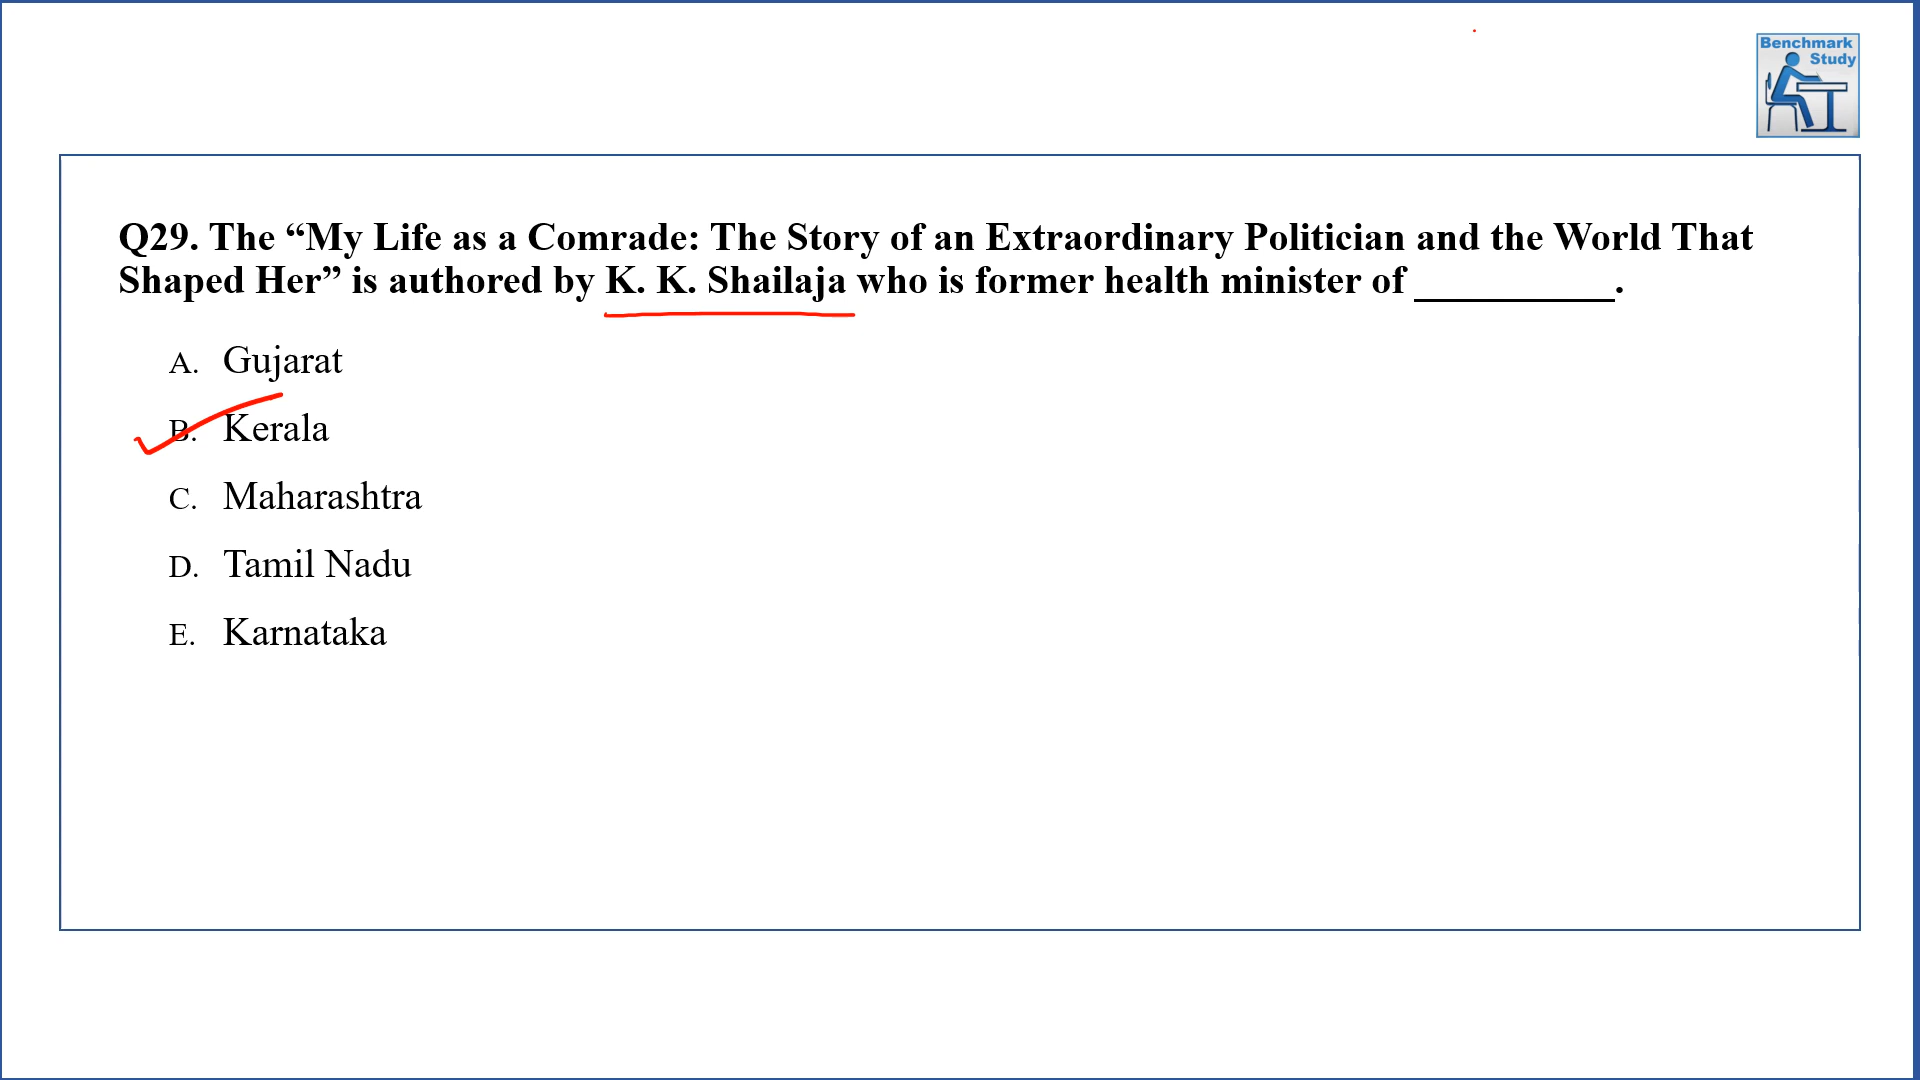 Benchmark
Study
Q29. The “My Life as a Comrade: The Story of an Extraordinary Politician and the World That
Shaped Her” is authored by K. K. Shailaja who is former health minister of __________.
A. Gujarat
B. Kerala
C. Maharashtra
D. Tamil Nadu
E. Karnataka